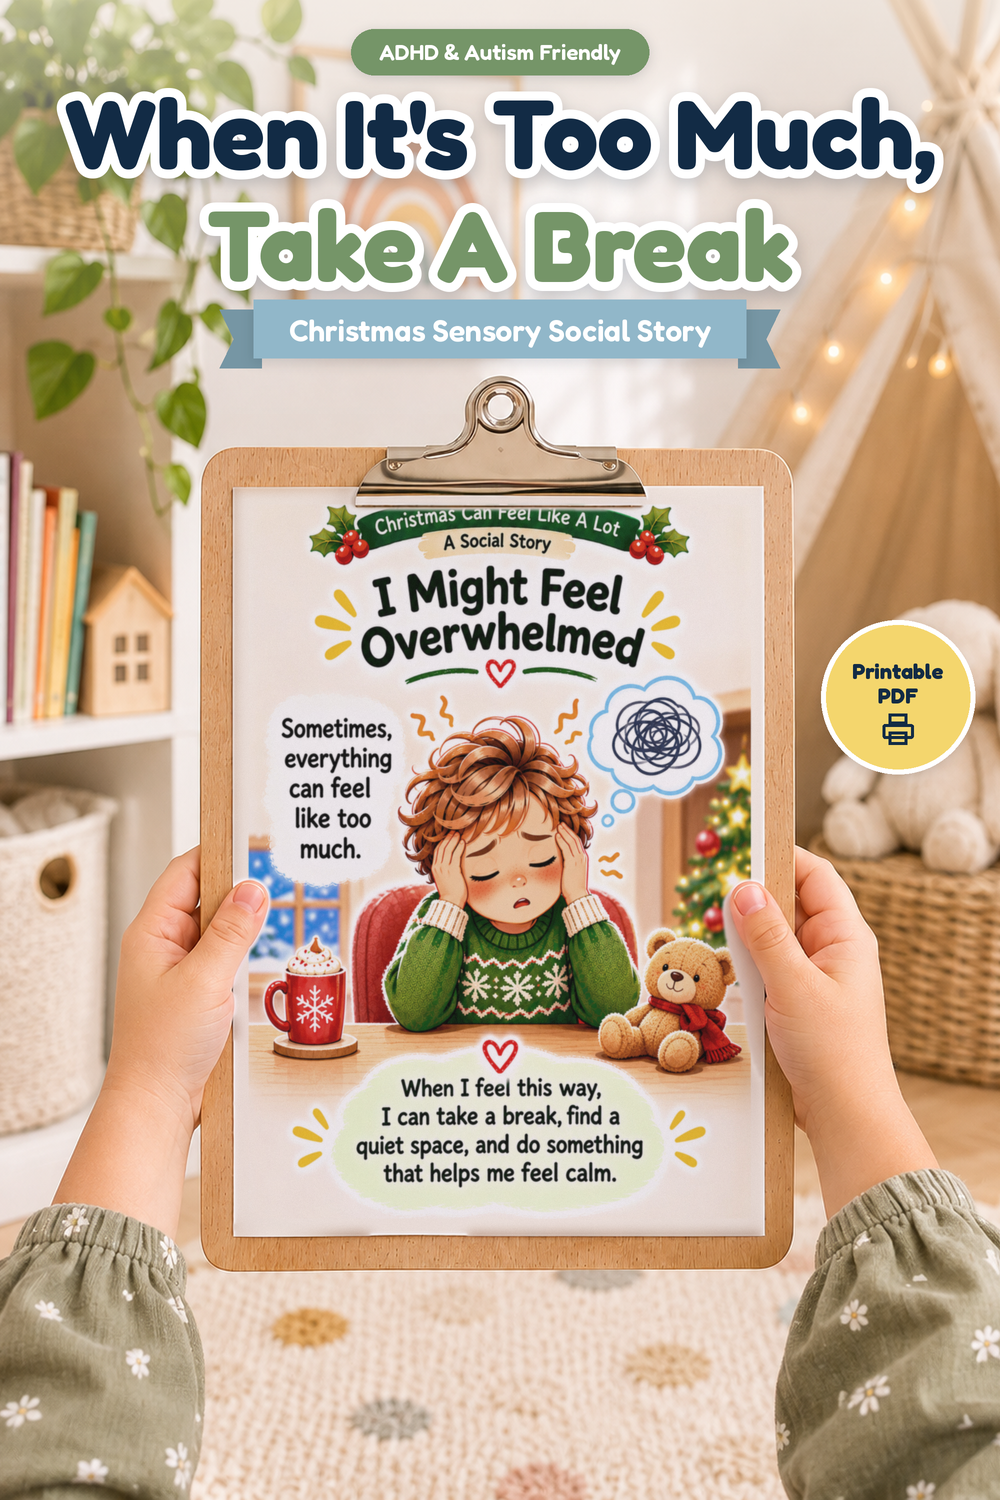 ADHD & Autism Friendly
When It's Too Much,
Take A Break
Christmas Sensory Social Story
Christmas Can Feel Like A Lot
A Social Story
I Might Feel
Overwhelmed
Sometimes,
everything
can feel
like too
much.
Printable
PDF
When I feel this way,
I can take a break, find a
quiet space, and do something
that helps me feel calm.